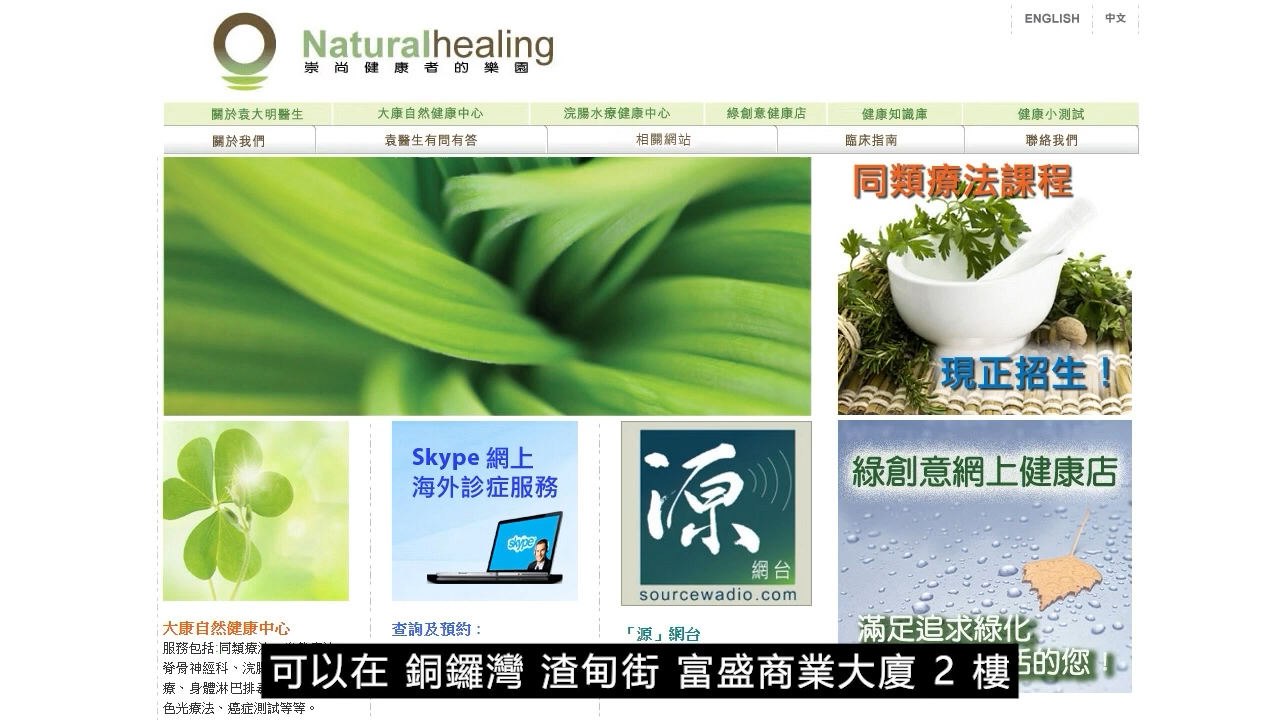 ENGLISH
中文
Naturalhealing
崇尚健康者的樂園
關於袁大明醫生
大康自然健康中心
浣腸水療健康中心
綠創意健康店
健康知識庫
健康小測試
關於我們
袁醫生有問有答
相關網站
臨床指南
聯絡我們
同類療法課程
現正招生！
Skype 網上
海外診症服務
skype
源
網台
sourcewadio.com
綠創意網上健康店
滿足追求綠化
活的您！
大康自然健康中心
服務包括:同類療法
脊骨神經科、浣腸
療、身體淋巴排毒
色光療法、癌症測試等等。
查詢及預約：
「源」網台
可以在 銅鑼灣 渣甸街 富盛商業大廈 2 樓